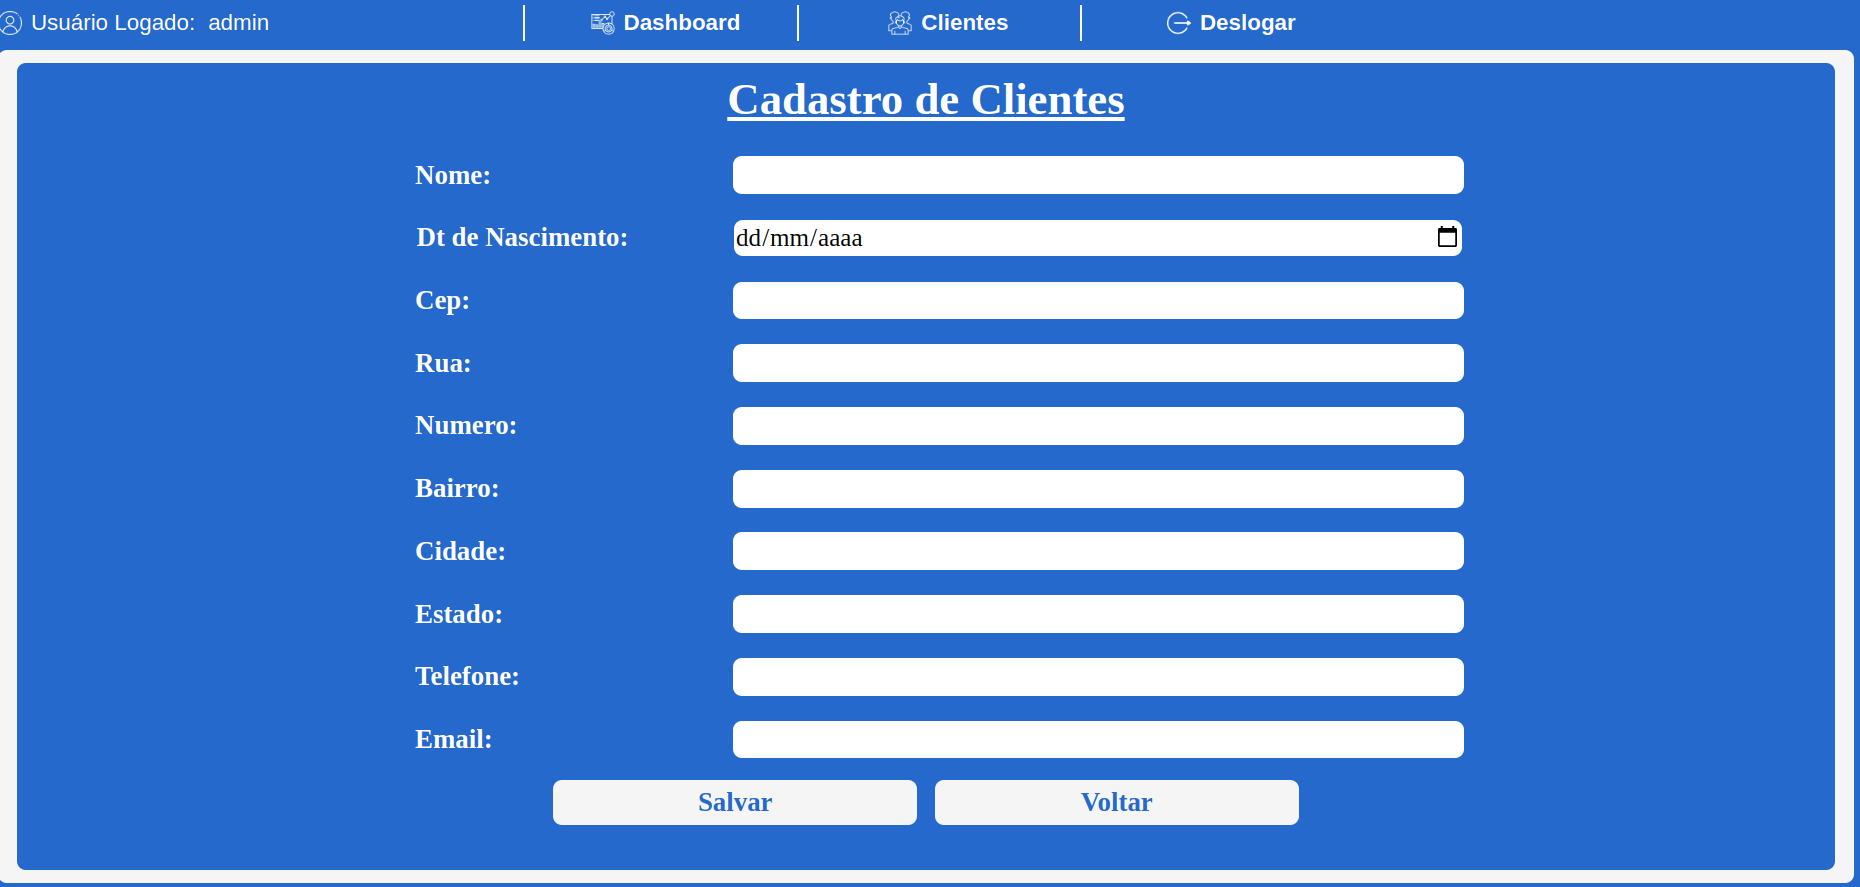 Usuário Logado: admin Dashboard Clientes Deslogar
Cadastro de Clientes
Nome:
Dt de Nascimento: dd/mm/aaaa
Cep:
Rua:
Numero:
Bairro:
Cidade:
Estado:
Telefone:
Email:
Salvar Voltar